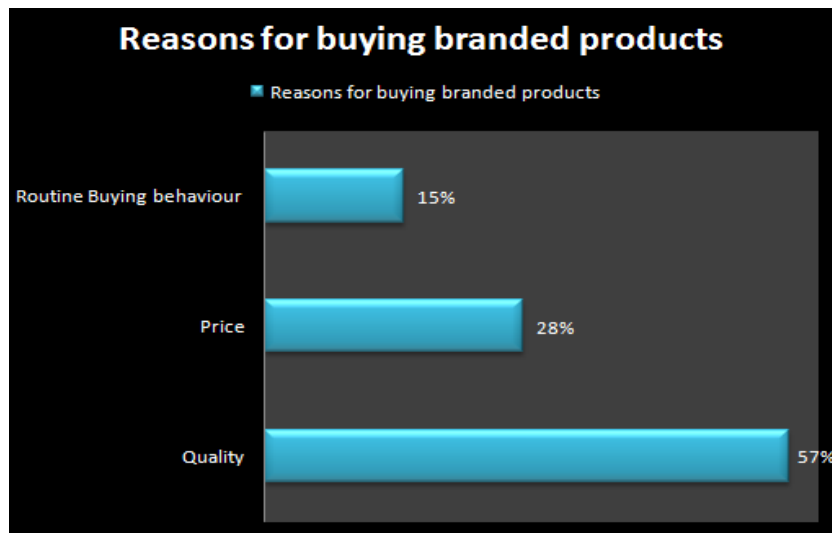 Reasons for buying branded products
Reasons for buying branded products
Routine Buying behaviour
15%
Price
28%
Quality
57%